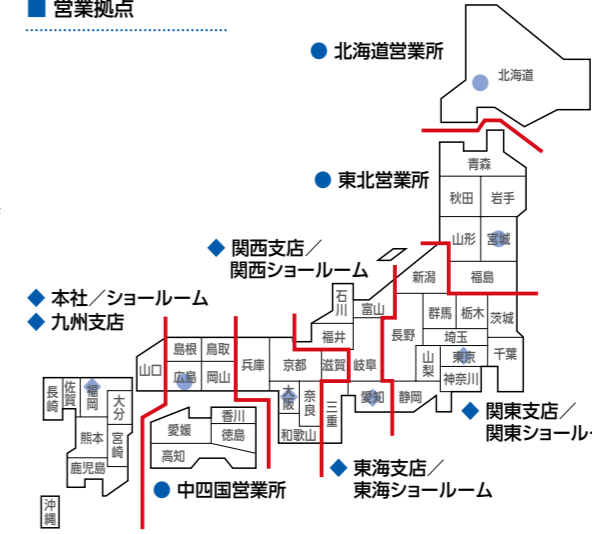 ■ 営業拠点
● 北海道営業所
北海道
青森
● 東北営業所
秋田
岩手
山形
宮城
◆ 関西支店／
関西ショールーム
新潟
福島
◆ 本社／ショールーム
◆ 九州支店
石川
富山
群馬
栃木
茨城
福井
長野
埼玉
島根
鳥取
兵庫
京都
滋賀
岐阜
山梨
東京
千葉
山口
広島
岡山
神奈川
長崎
佐賀
福岡
大分
大阪
奈良
三重
愛知
静岡
香川
愛媛
徳島
和歌山
◆ 関東支店／
関東ショール
熊本
宮崎
高知
鹿児島
◆ 東海支店／
東海ショールーム
● 中四国営業所
沖縄